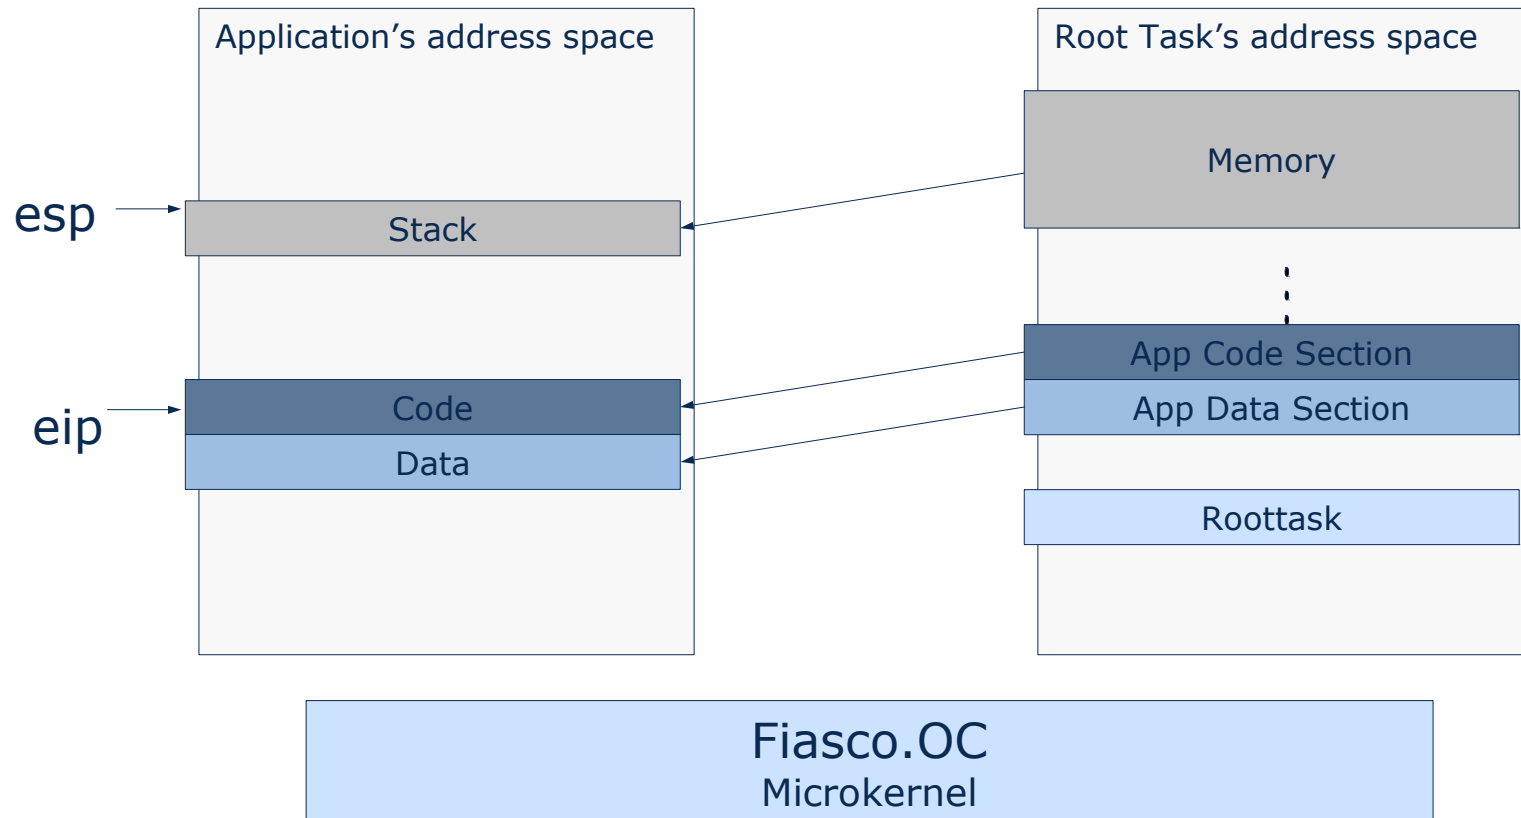 Application's address space
Root Task's address space
Memory
esp
Stack
App Code Section
Code
App Data Section
eip
Data
Roottask
Fiasco.OC
Microkernel